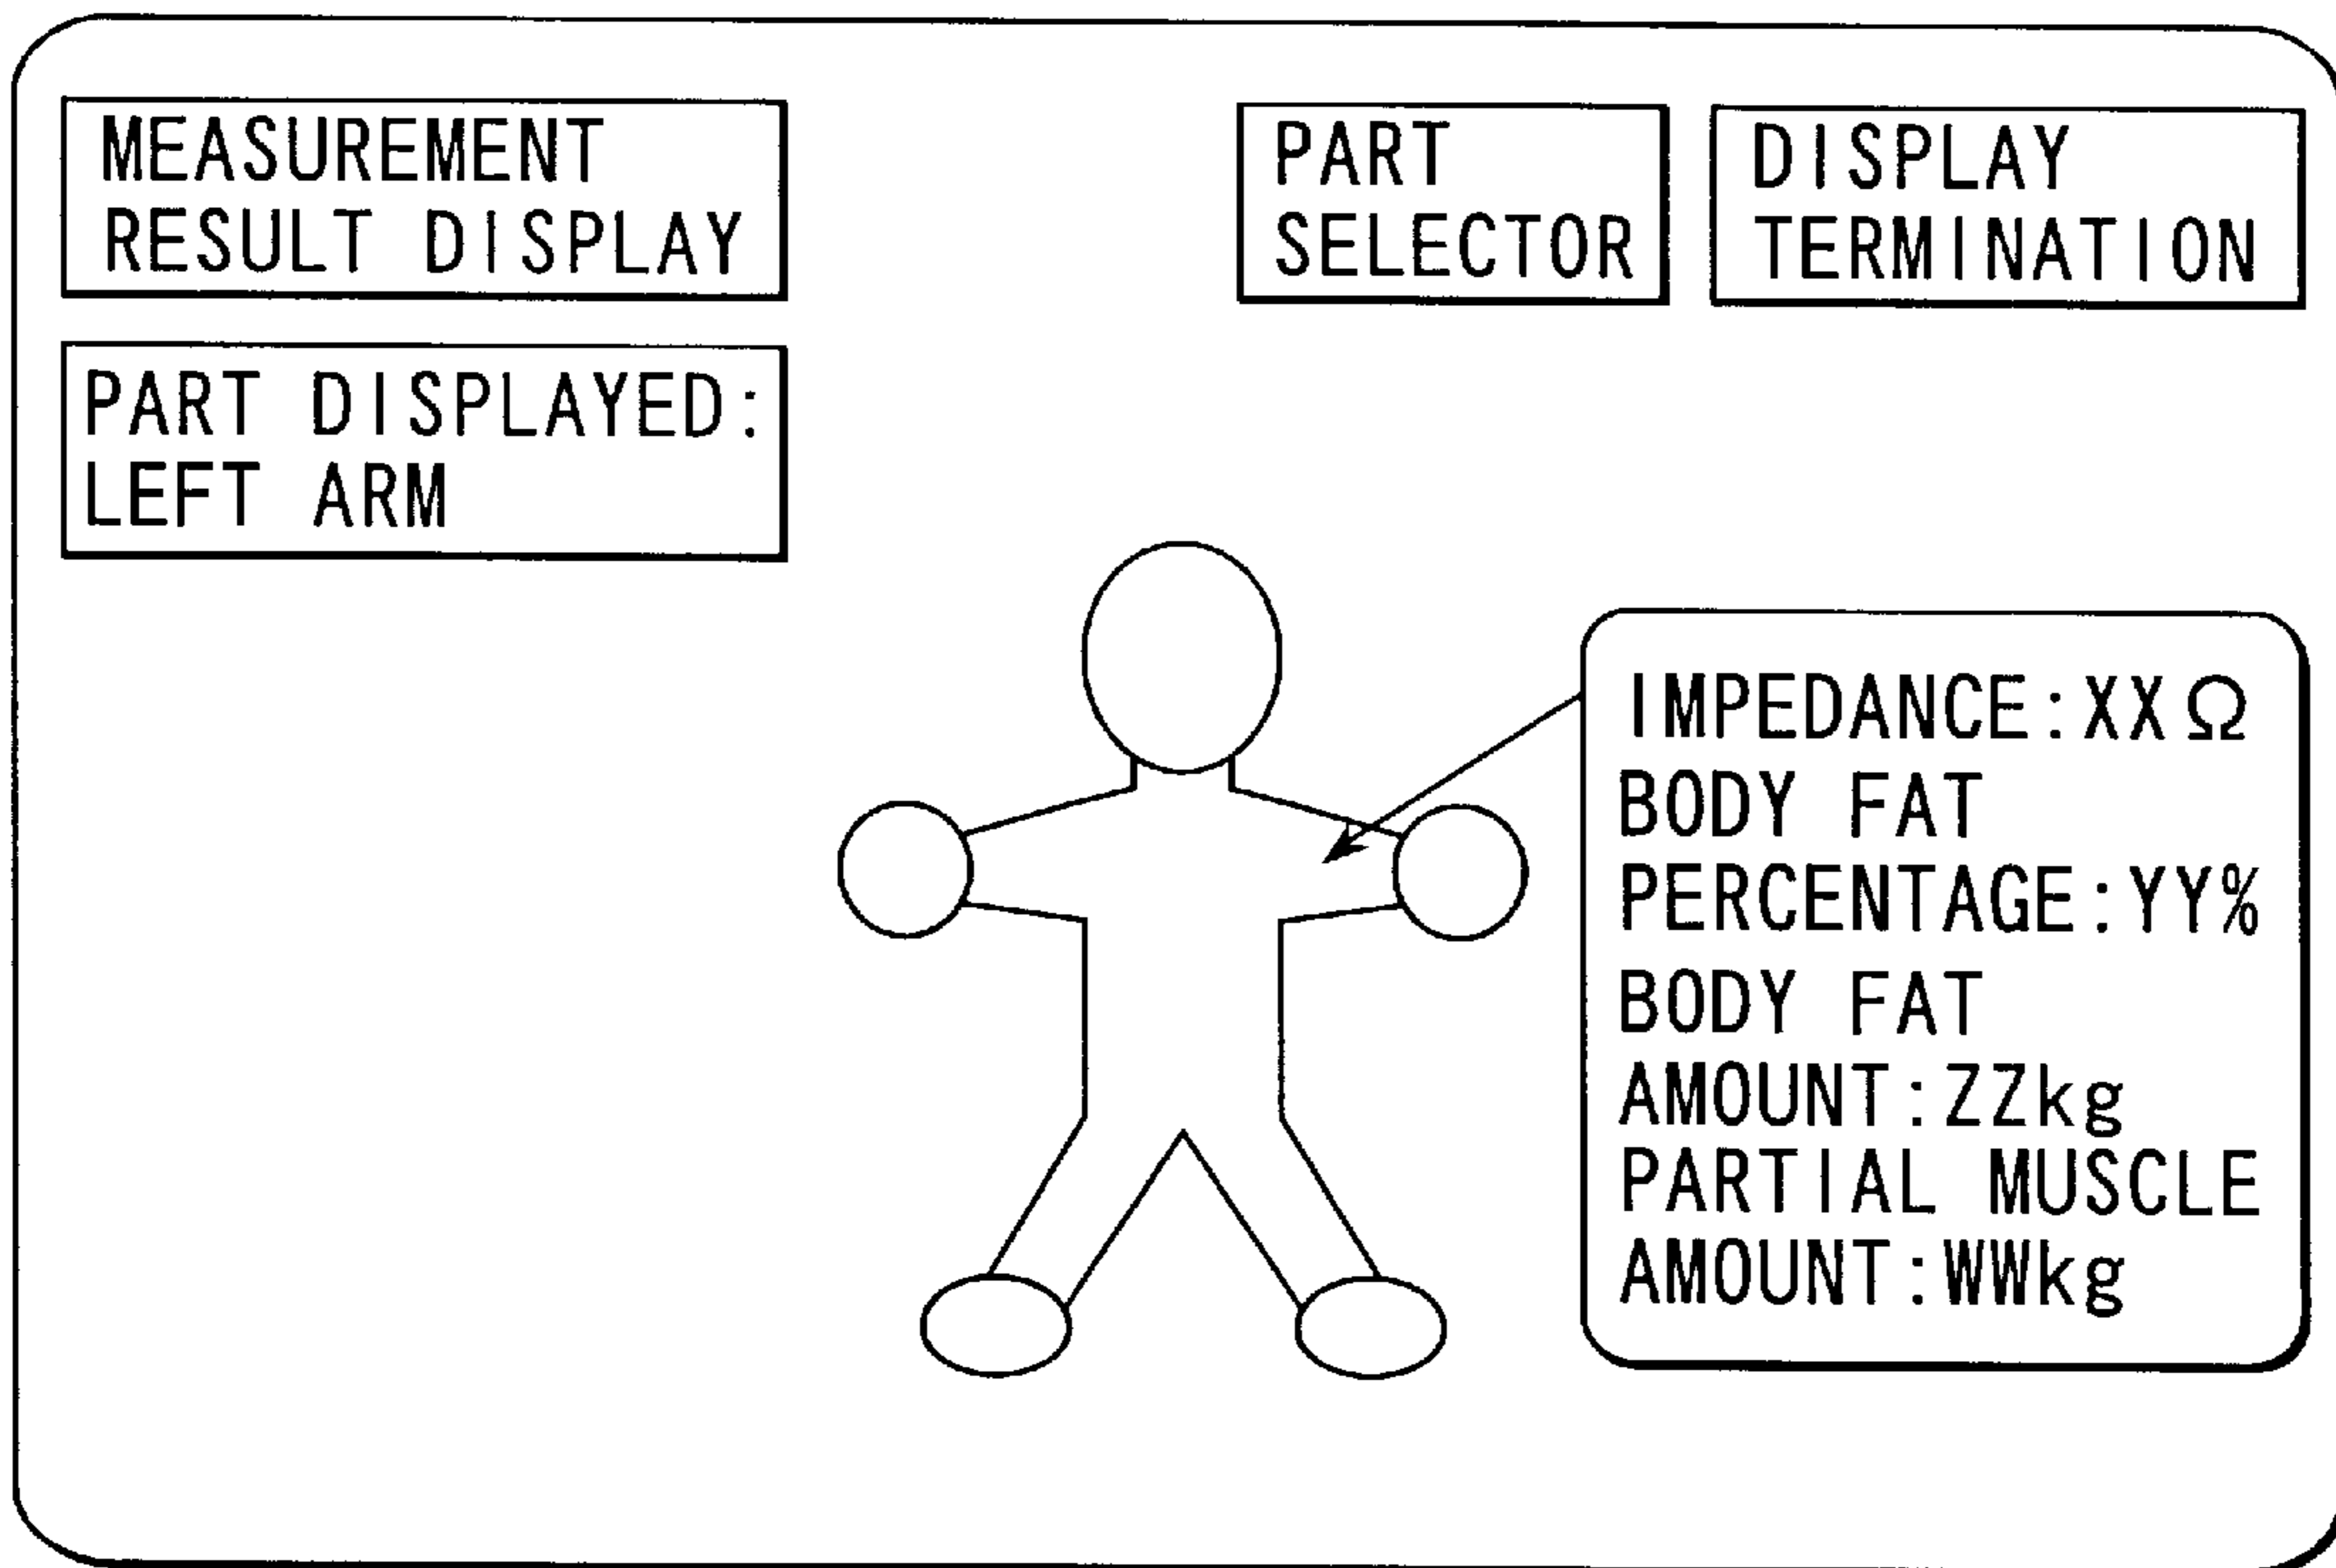 MEASUREMENT
RESULT DISPLAY
PART
SELECTOR
DISPLAY
TERMINATION
PART DISPLAYED:
LEFT ARM
IMPEDANCE:XXΩ
BODY FAT
PERCENTAGE:YY%
BODY FAT
AMOUNT:ZZkg
PARTIAL MUSCLE
AMOUNT:WWkg